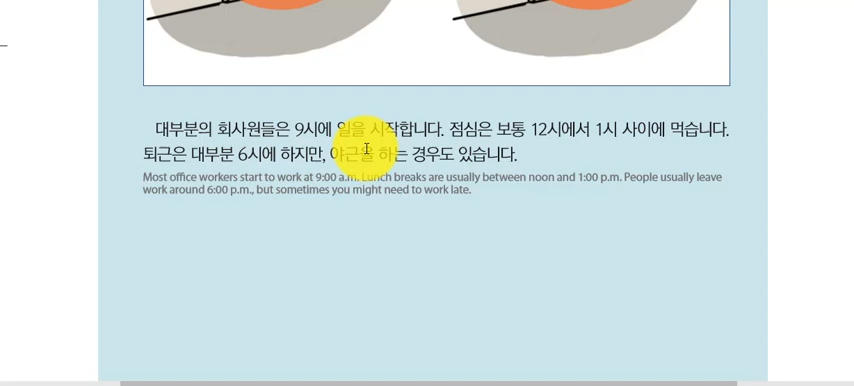 대부분의 회사원들은 9시에 일을 시작합니다. 점심은 보통 12시에서 1시 사이에 먹습니다.
퇴근은 대부분 6시에 하지만, 야근을 하는 경우도 있습니다.
Most office workers start to work at 9:00 a.m. Lunch breaks are usually between noon and 1:00 p.m. People usually leave
work around 6:00 p.m., but sometimes you might need to work late.